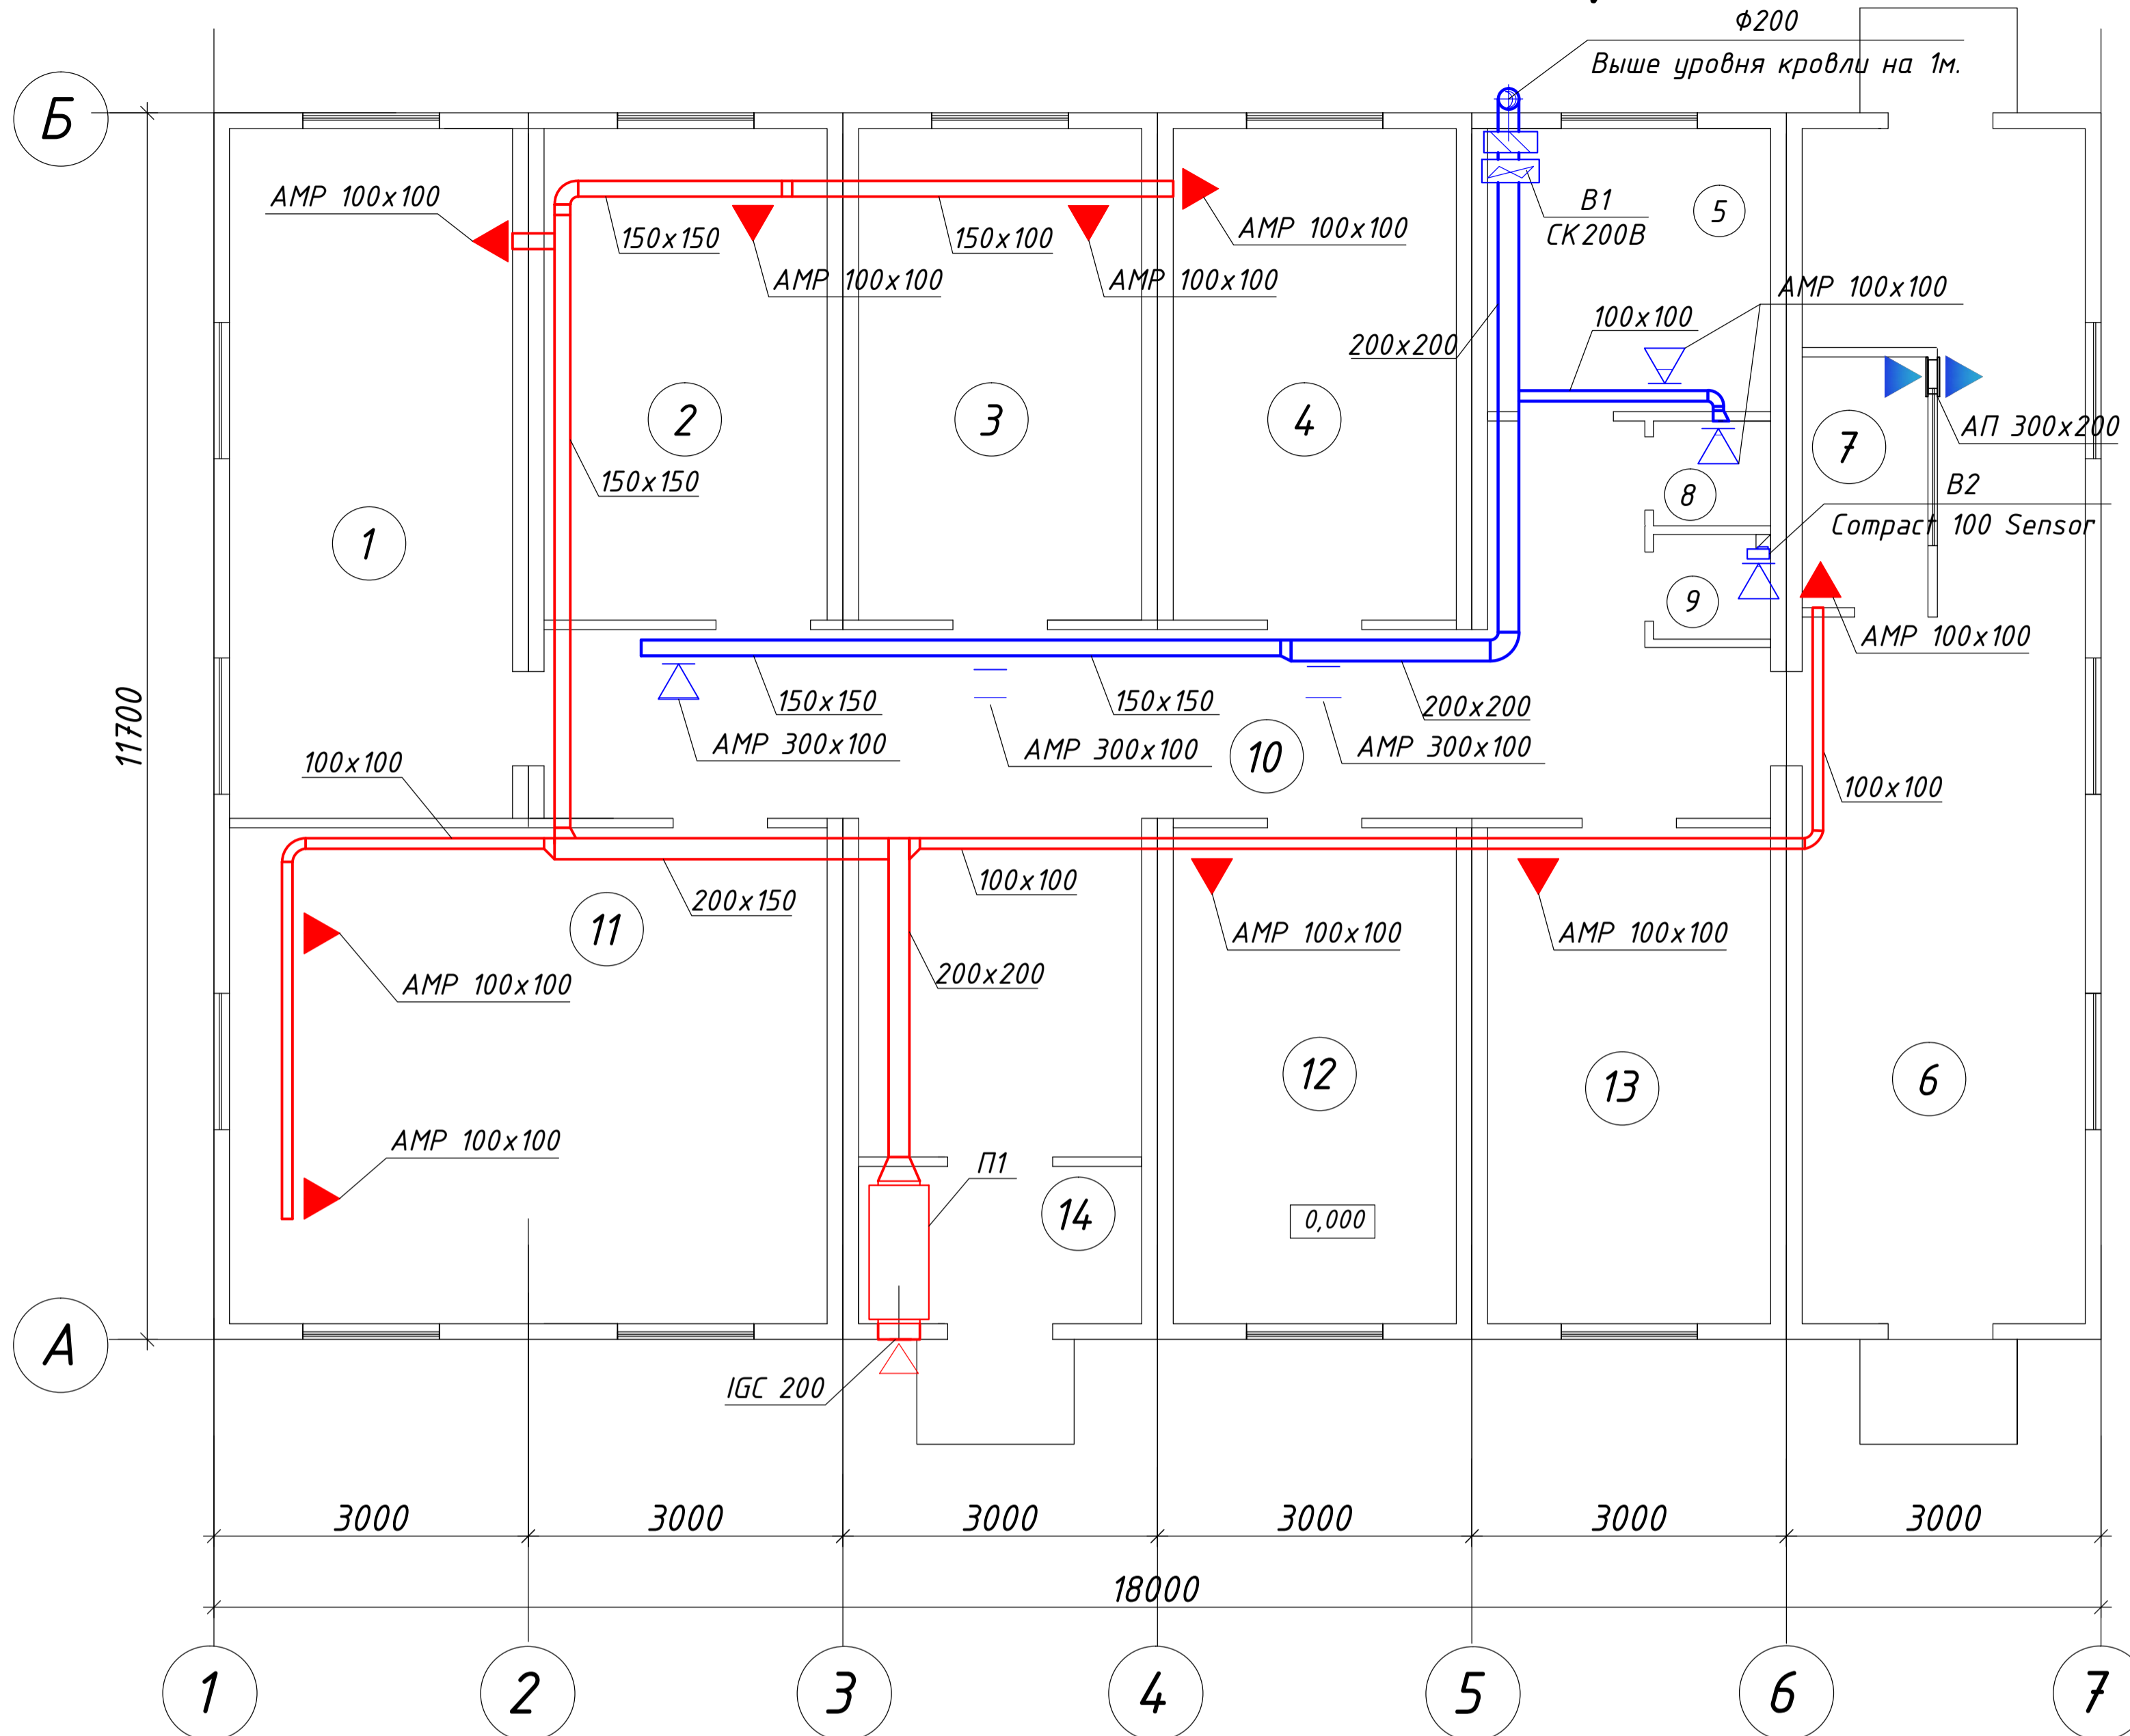 Ф200
Выше уровня кровли на 1м.
Б
АМР 100х100
150х150
150х100
АМР 100х100
В1
СК200В
5
АМР 100х100
АМР 100х100
АМР 100х100
100х100
200х200
2
3
4
7
АП 300х200
150х150
8
В2
Compact 100 Sensor
1
9
АМР 100х100
11700
150х150
150х150
200х200
АМР 300х100
АМР 300х100
АМР 300х100
10
100х100
100х100
200х150
100х100
11
АМР 100х100
АМР 100х100
200х200
АМР 100х100
12
13
6
АМР 100х100
П1
14
0,000
А
IGC 200
3000
3000
3000
3000
3000
3000
18000
1
2
3
4
5
6
7